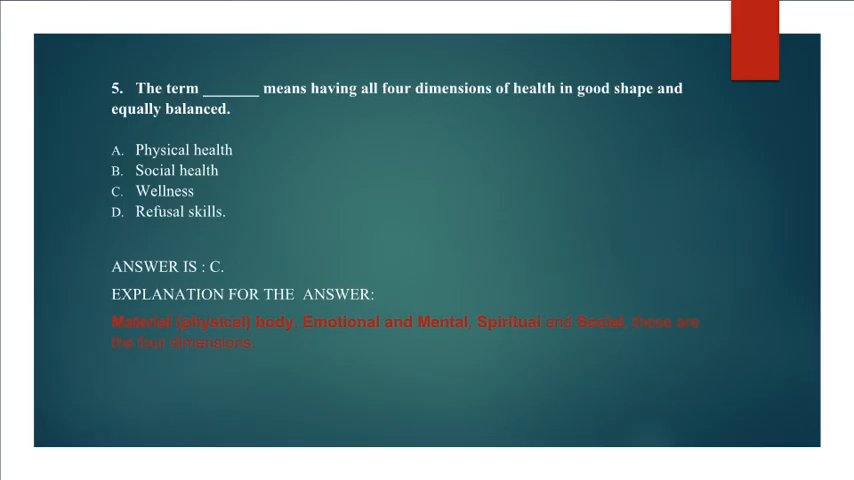 5. The term _______ means having all four dimensions of health in good shape and
equally balanced.
A. Physical health
B. Social health
C. Wellness
D. Refusal skills.
ANSWER IS : C.
EXPLANATION FOR THE ANSWER:
Material (physical) body, Emotional and Mental, Spiritual and Social, these are
the four dimensions.